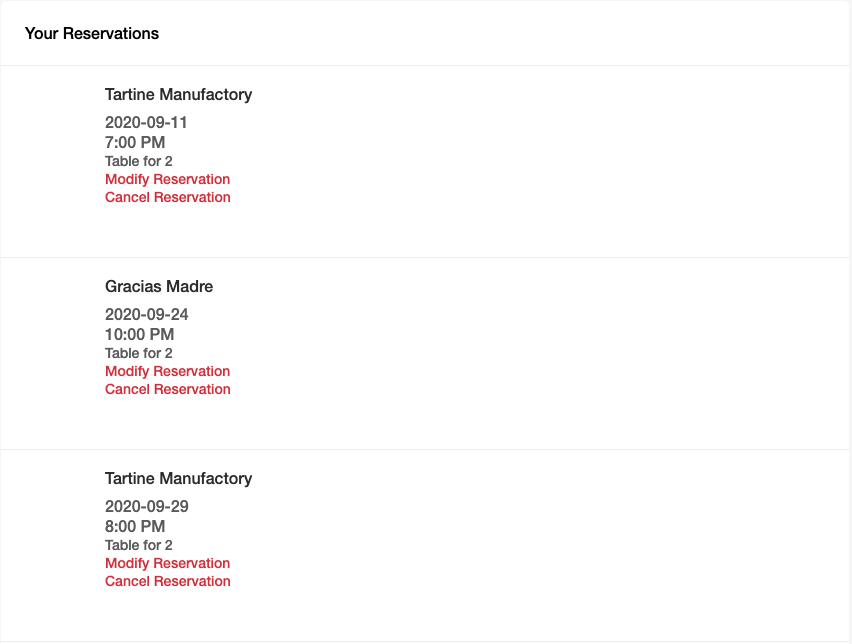 Your Reservations
Tartine Manufactory
2020-09-11
7:00 PM
Table for 2
Modify Reservation
Cancel Reservation
Gracias Madre
2020-09-24
10:00 PM
Table for 2
Modify Reservation
Cancel Reservation
Tartine Manufactory
2020-09-29
8:00 PM
Table for 2
Modify Reservation
Cancel Reservation